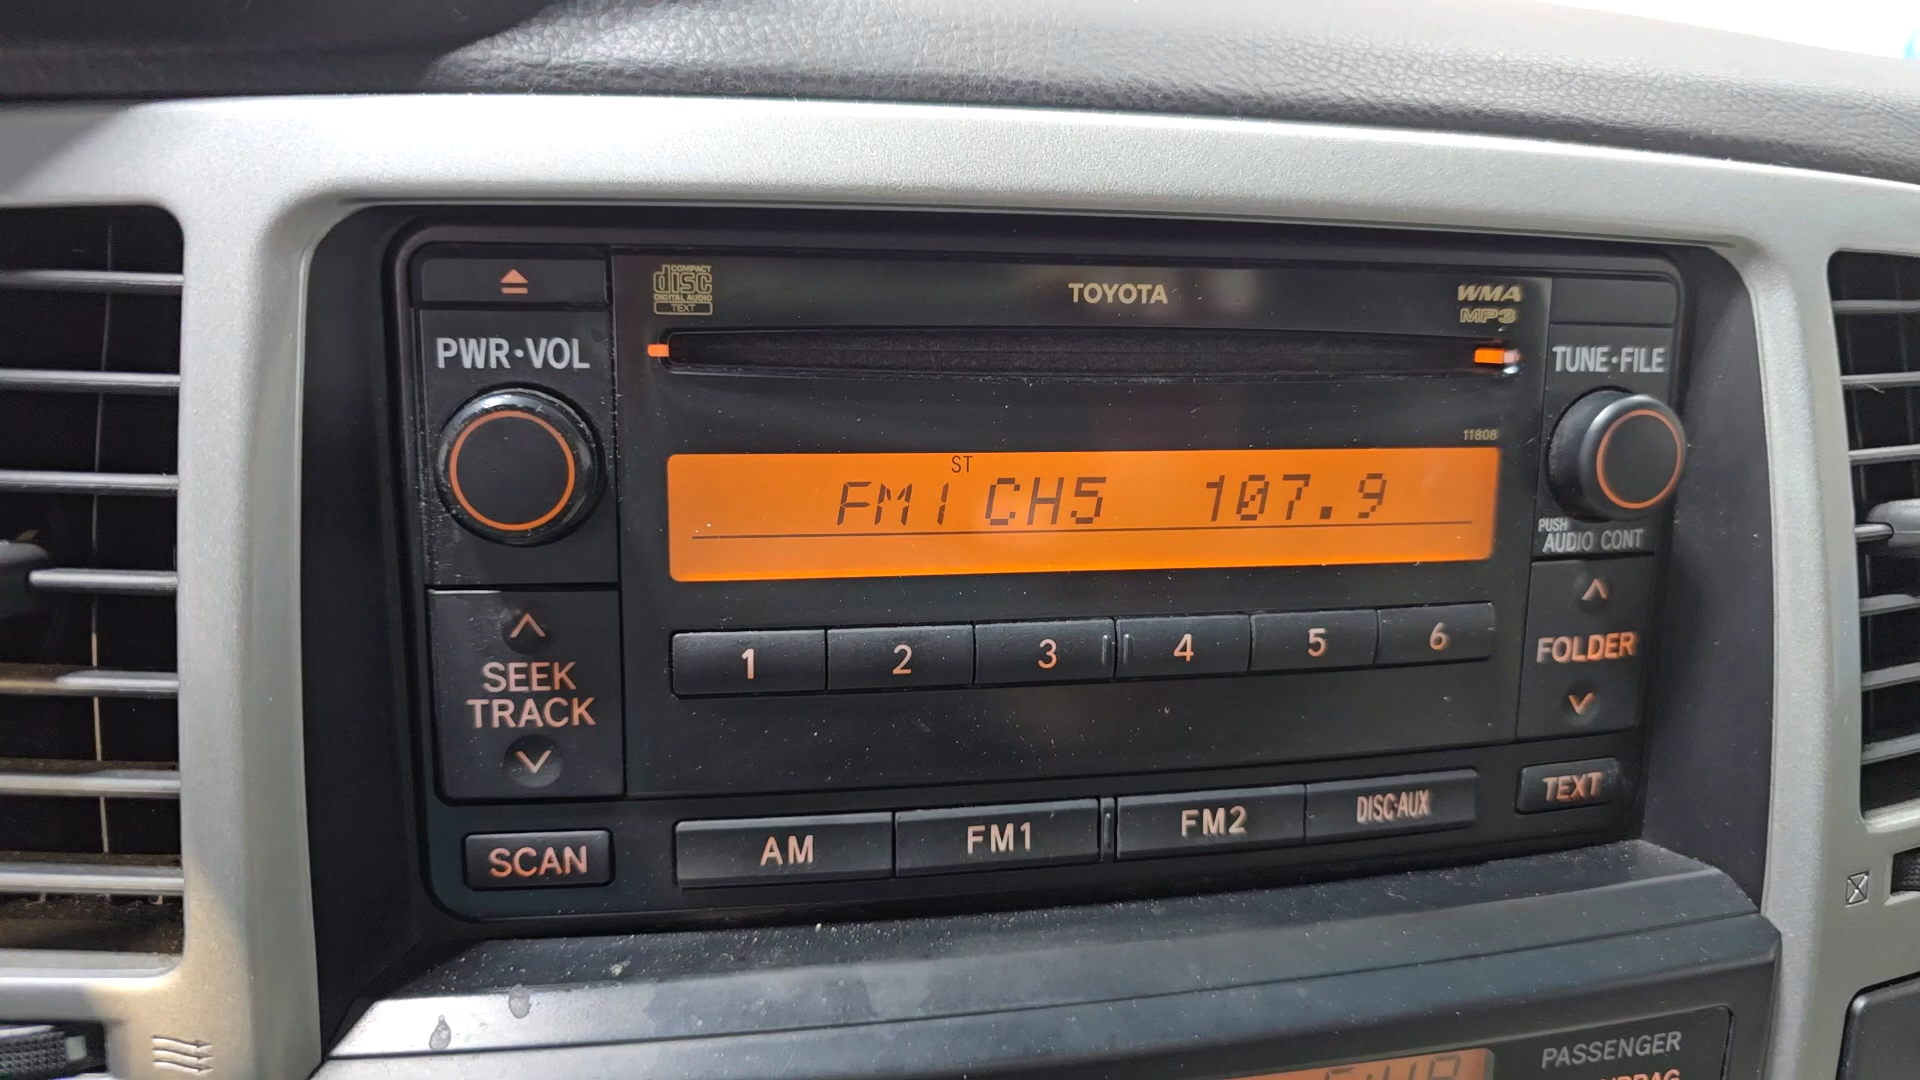 COMPACT
disc
DIGITAL AUDIO
TEXT
TOYOTA
WMA
MP3
PWR·VOL
TUNE·FILE
11808
ST
FM1 CH5 107.9
PUSH
AUDIO CONT
SEEK
TRACK
1 2 3 4 5 6
FOLDER
SCAN
AM FM1 FM2 DISC·AUX
TEXT
PASSENGER